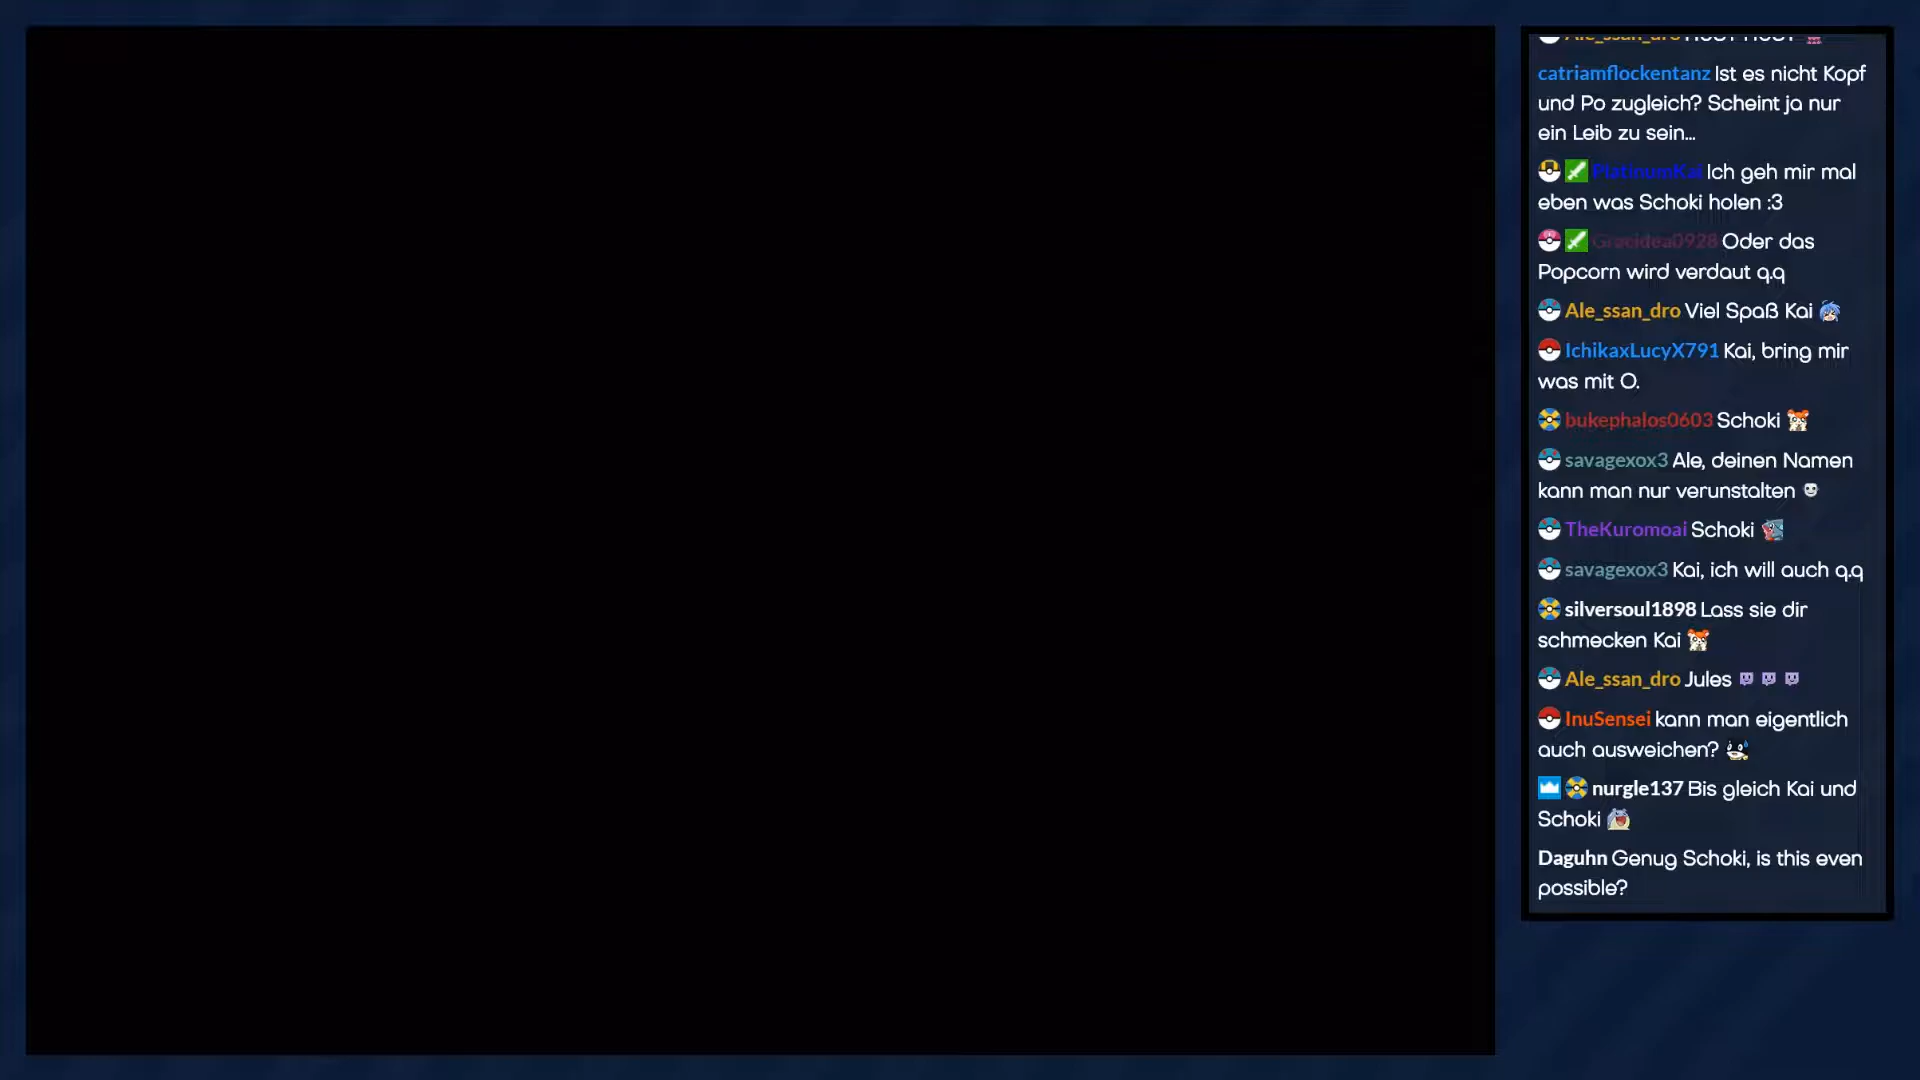 catriamflockentanz Ist es nicht Kopf
und Po zugleich? Scheint ja nur
ein Leib zu sein...
PlatinumKai Ich geh mir mal
eben was Schoki holen :3
Gracidea0928 Oder das
Popcorn wird verdaut q.q
Ale_ssan_dro Viel Spaß Kai
IchikaxLucyX791 Kai, bring mir
was mit O.
bukephalos0603 Schoki
savagexox3 Ale, deinen Namen
kann man nur verunstalten
TheKuromoai Schoki
savagexox3 Kai, ich will auch q.q
silversoul1898 Lass sie dir
schmecken Kai
Ale_ssan_dro Jules
InuSensei kann man eigentlich
auch ausweichen?
nurgle137 Bis gleich Kai und
Schoki
Daguhn Genug Schoki, is this even
possible?